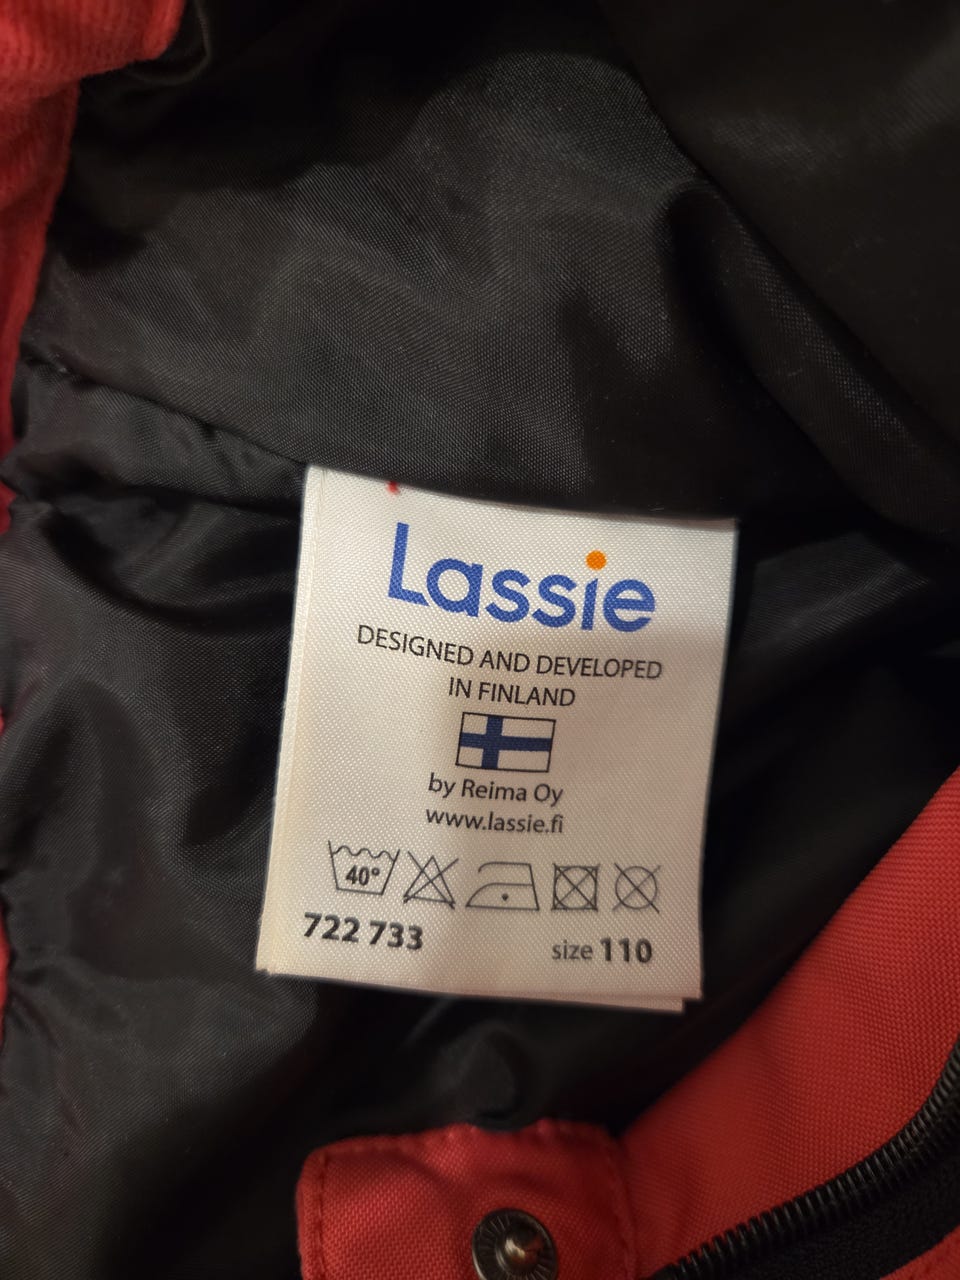 Lassie
DESIGNED AND DEVELOPED
IN FINLAND
by Reima Oy
www.lassie.fi
40°
722 733
size 110